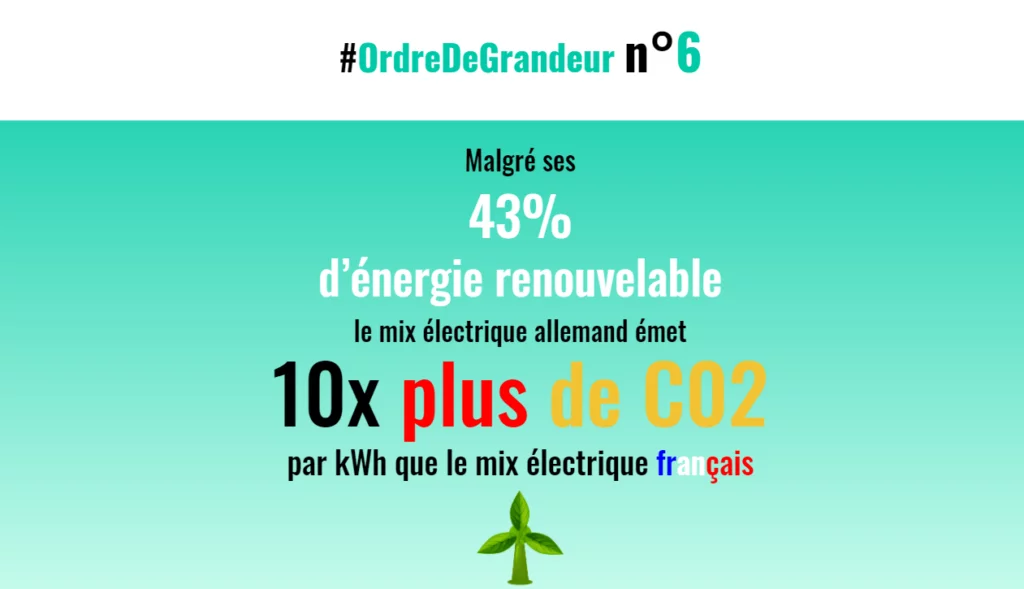 #OrdreDeGrandeur n°6
Malgré ses
43%
d’énergie renouvelable
le mix électrique allemand émet
10x plus de CO2
par kWh que le mix électrique français